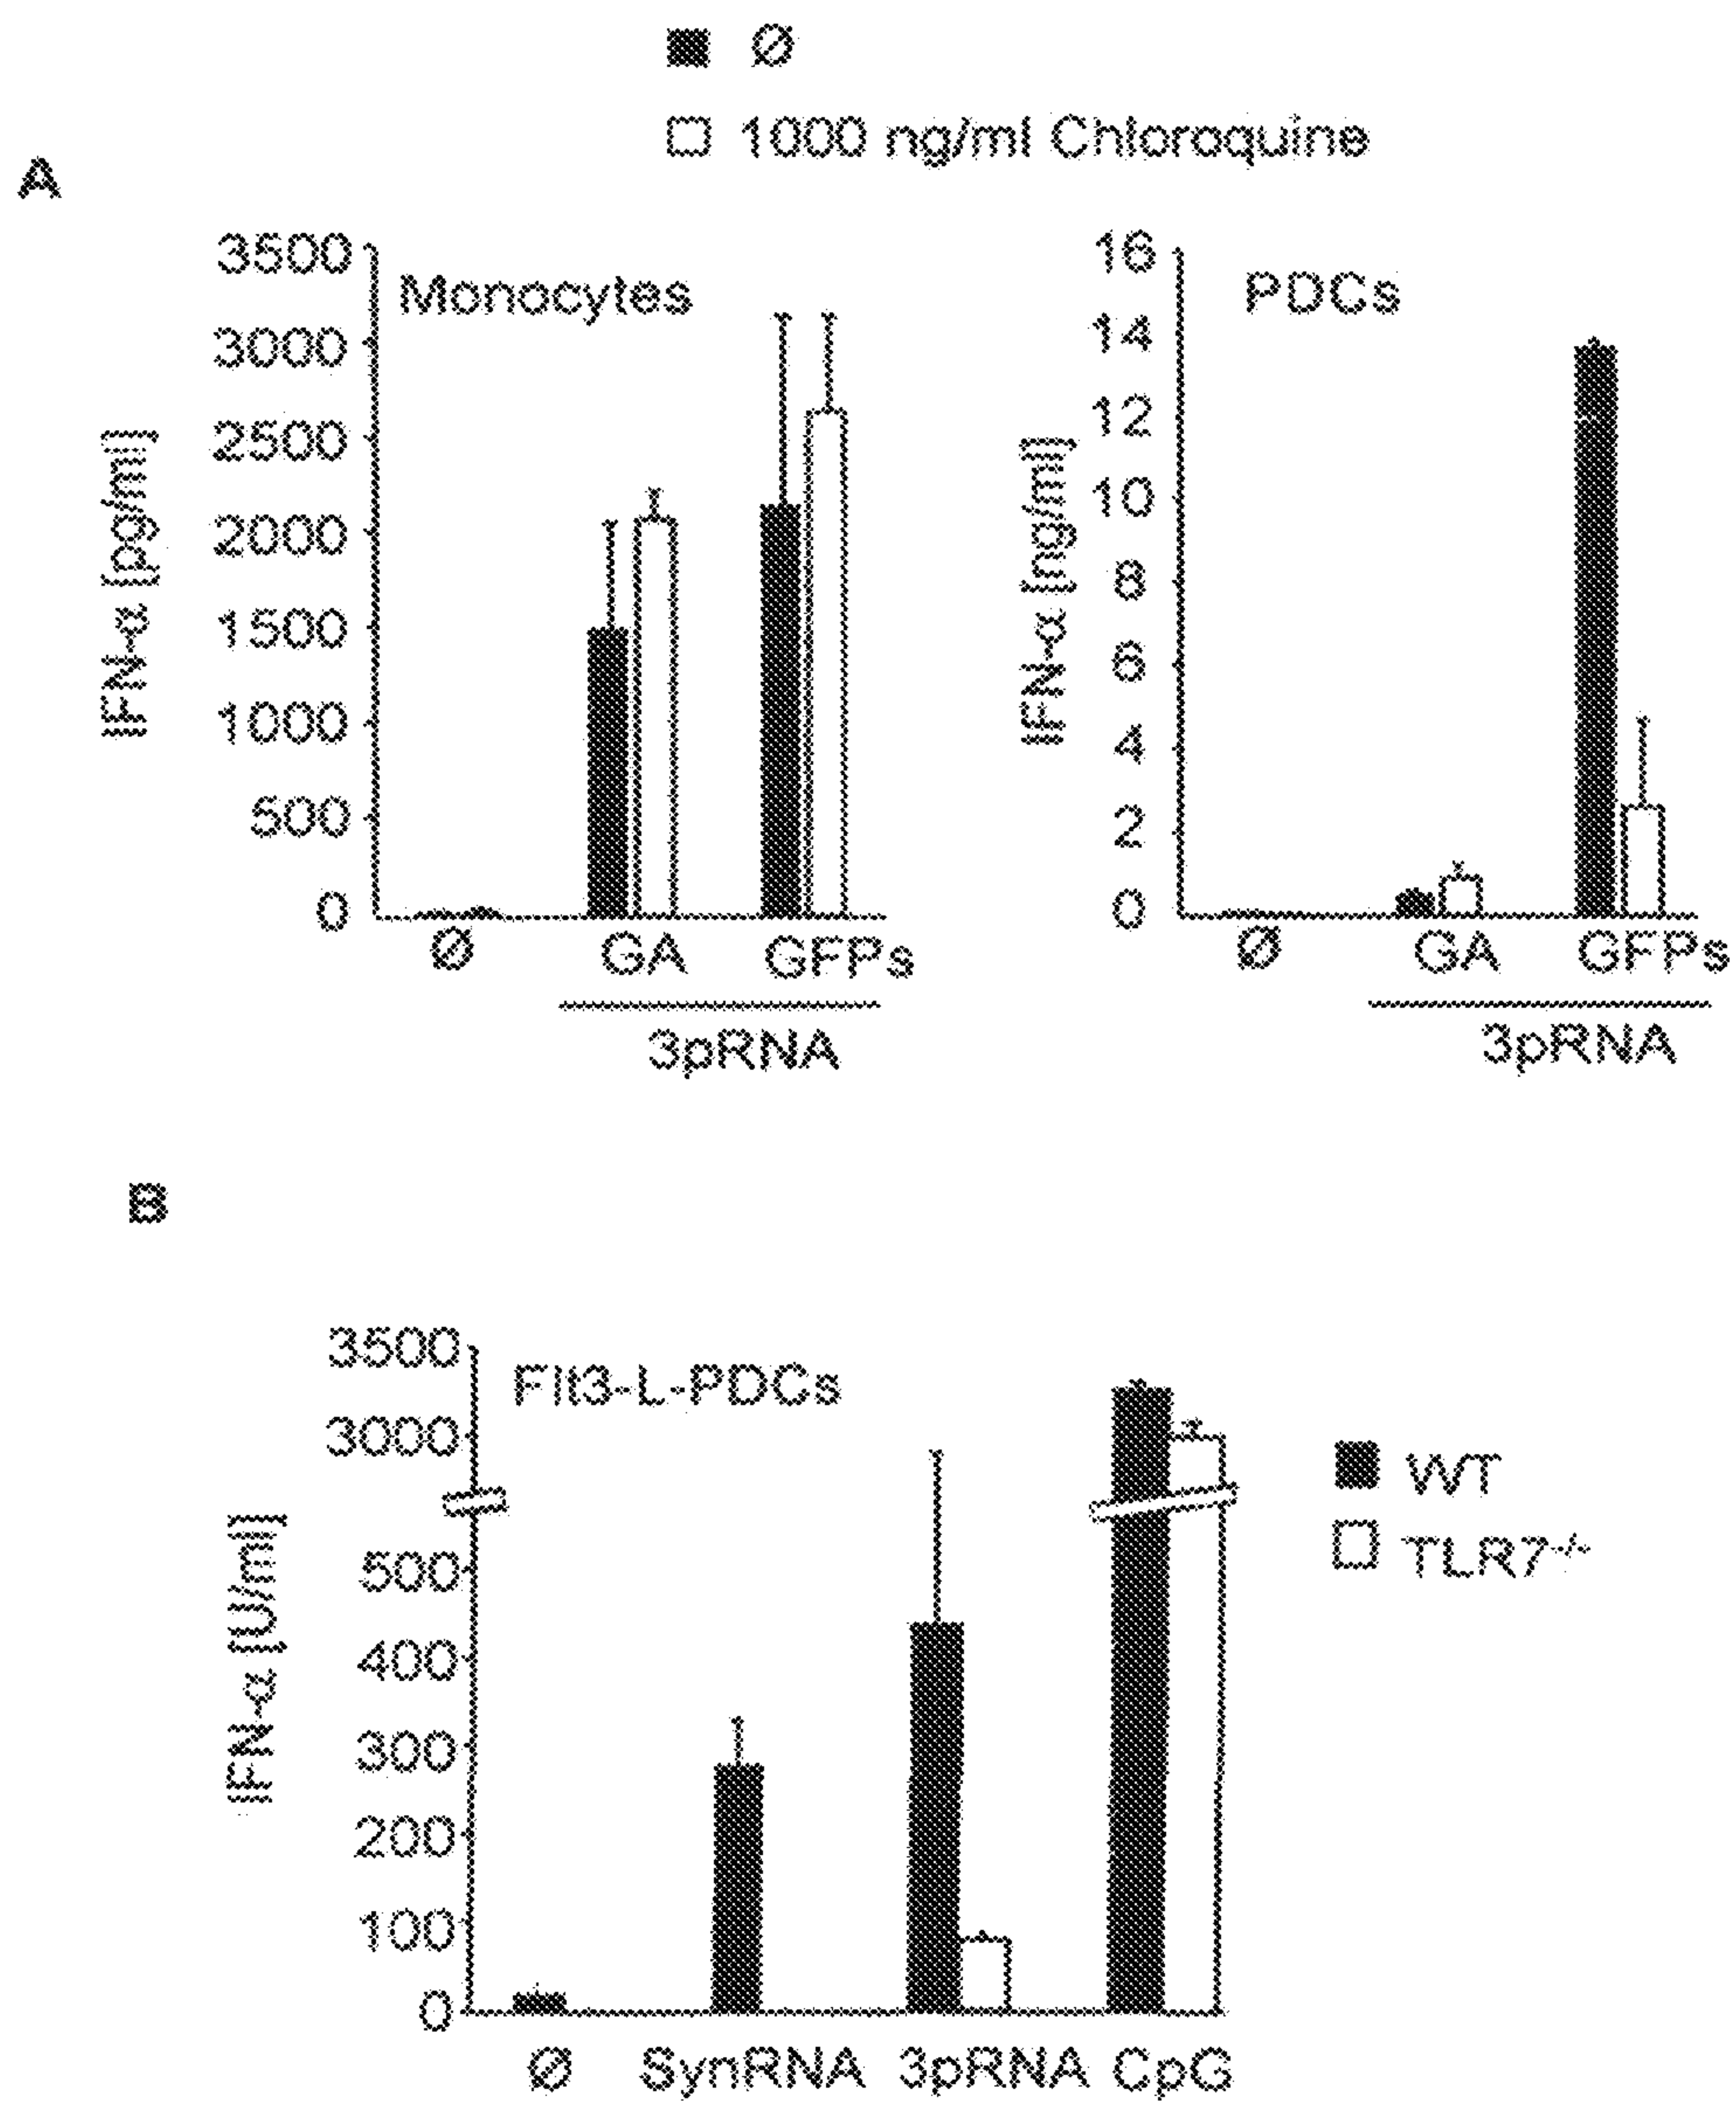 Ø
1000 ng/ml Chloroquine
A
Monocytes
IFN-α [pg/ml]
3500
3000
2500
2000
1500
1000
500
0
Ø GA GFPs
3pRNA
PDCs
IFN-α [ng/ml]
16
14
12
10
8
6
4
2
0
Ø GA GFPs
3pRNA
B
Flt3-L-PDCs
IFN-α [U/ml]
3500
3000
500
400
300
200
100
0
Ø SynRNA 3pRNA CpG
WT
TLR7-/-